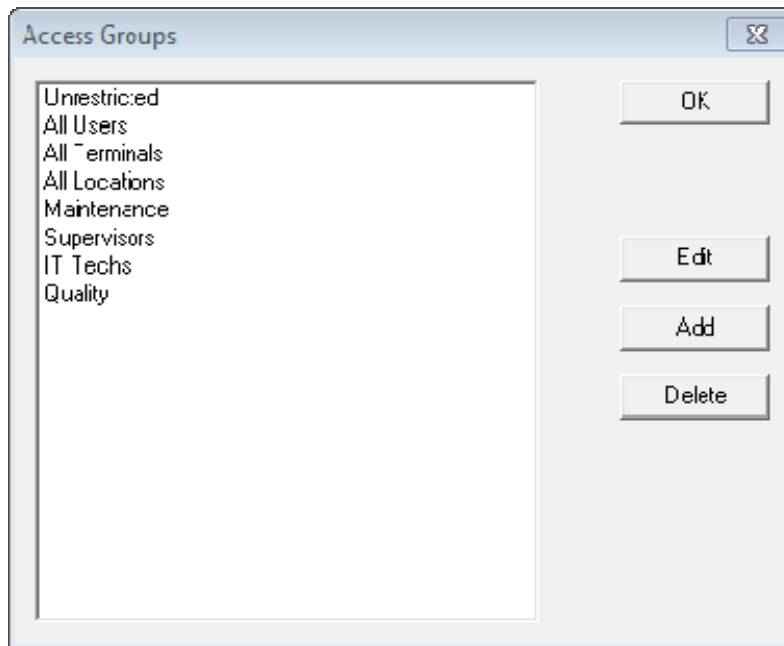 Access Groups
Unrestricted
All Users
All Terminals
All Locations
Maintenance
Supervisors
IT Techs
Quality
OK
Edit
Add
Delete